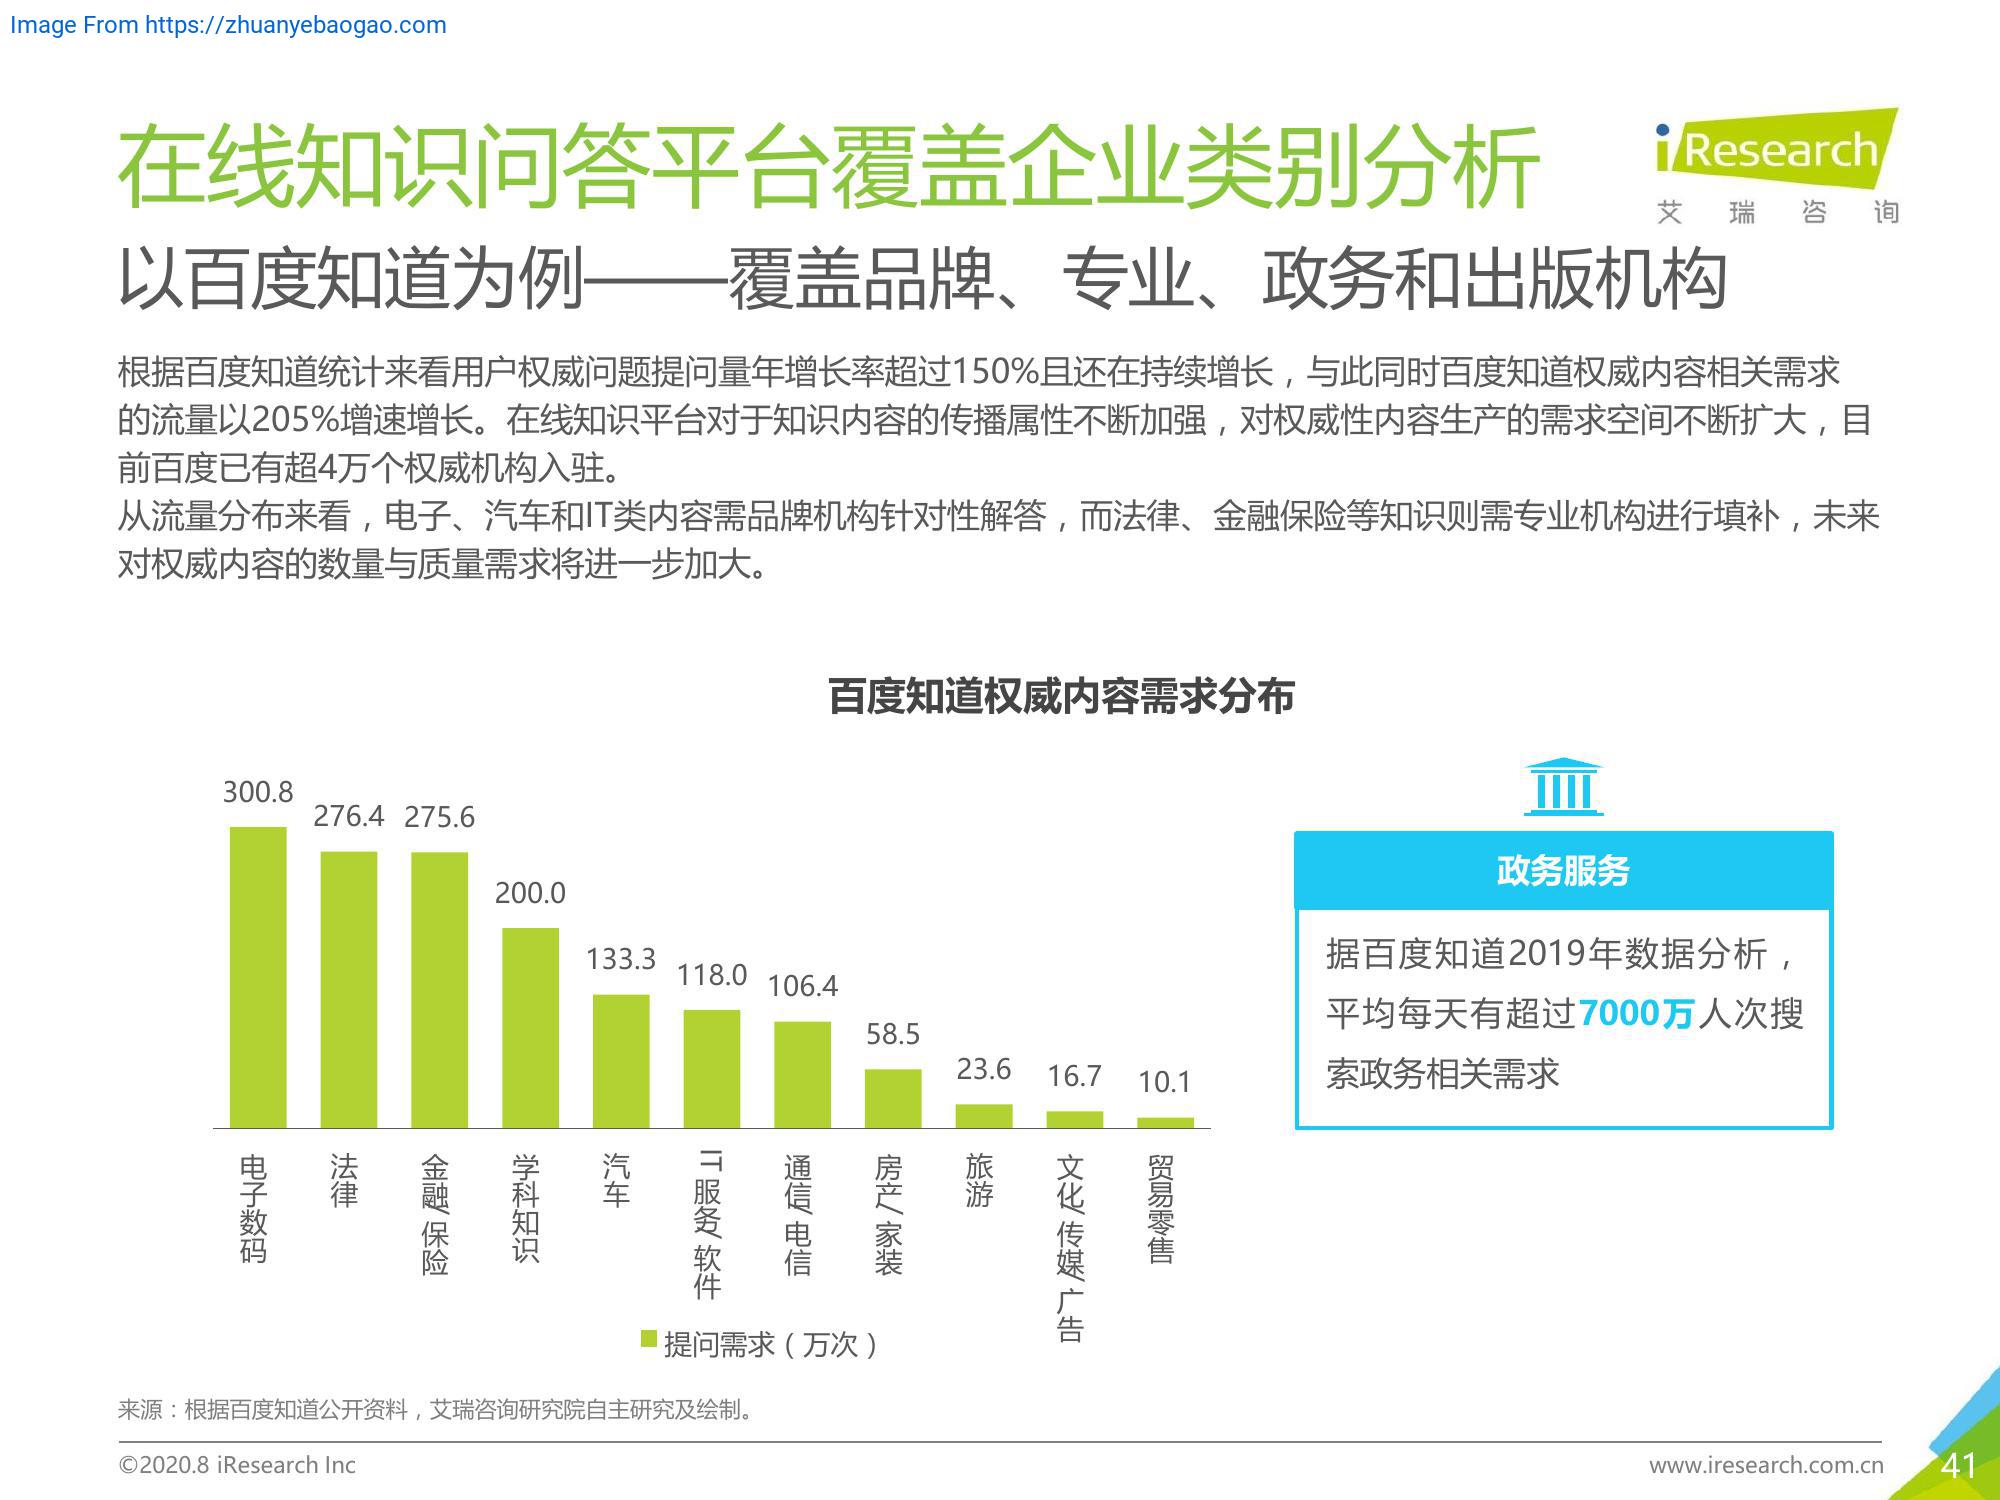 Image From https://zhuanyebaogao.com
在线知识问答平台覆盖企业类别分析
iResearch
艾瑞咨询
以百度知道为例——覆盖品牌、专业、政务和出版机构
根据百度知道统计来看用户权威问题提问量年增长率超过150%且还在持续增长，与此同时百度知道权威内容相关需求
的流量以205%增速增长。在线知识平台对于知识内容的传播属性不断加强，对权威性内容生产的需求空间不断扩大，目
前百度已有超4万个权威机构入驻。
从流量分布来看，电子、汽车和IT类内容需品牌机构针对性解答，而法律、金融保险等知识则需专业机构进行填补，未来
对权威内容的数量与质量需求将进一步加大。
百度知道权威内容需求分布
300.8
276.4
275.6
200.0
133.3
118.0
106.4
58.5
23.6
16.7
10.1
电子数码
法律
金融/保险
学科知识
汽车
IT服务/软件
通信/电信
房产/家装
旅游
文化/传媒/广告
贸易零售
提问需求（万次）
政务服务
据百度知道2019年数据分析，
平均每天有超过7000万人次搜
索政务相关需求
来源：根据百度知道公开资料，艾瑞咨询研究院自主研究及绘制。
©2020.8 iResearch Inc
www.iresearch.com.cn
41